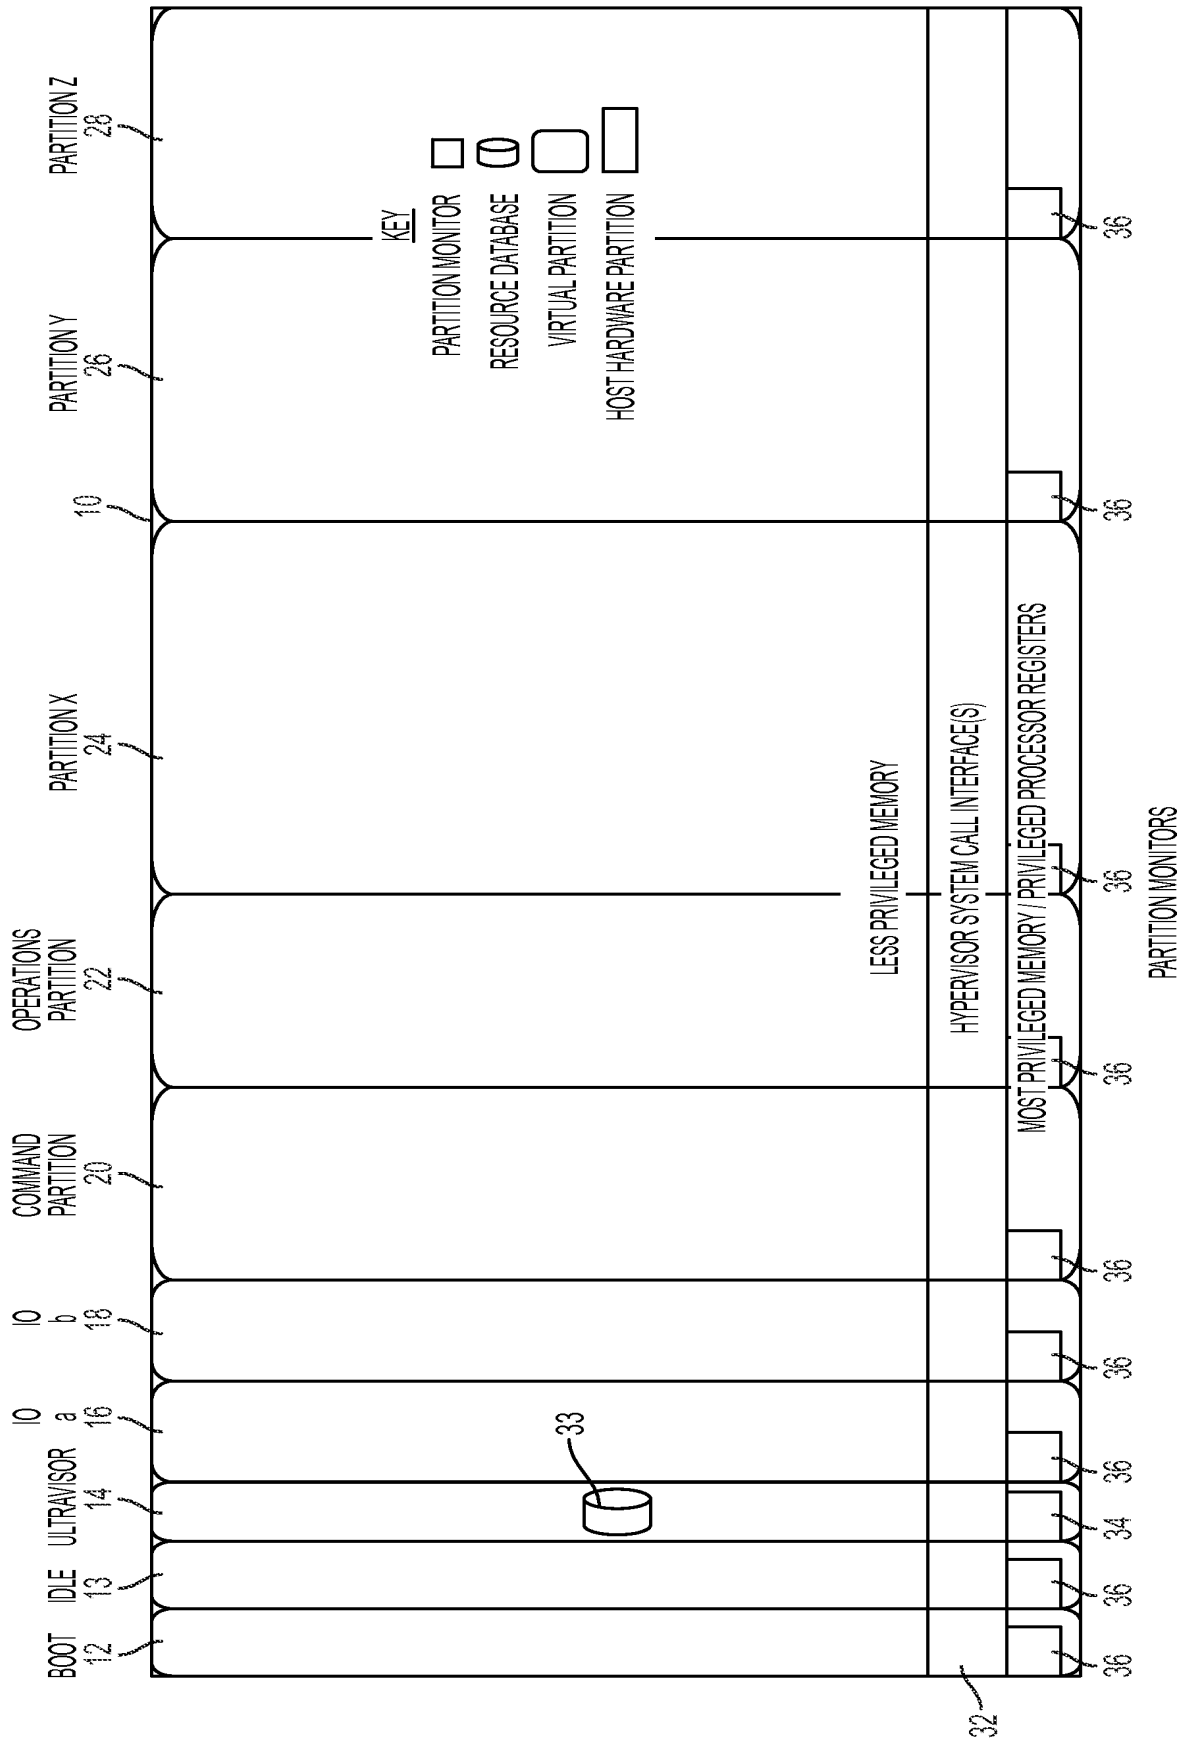 BOOT
12
IDLE
13
ULTRAVISOR
14
IO
a
16
IO
b
18
COMMAND
PARTITION
20
OPERATIONS
PARTITION
22
PARTITION X
24
10
PARTITION Y
26
PARTITION Z
28
KEY
PARTITION MONITOR
RESOURCE DATABASE
VIRTUAL PARTITION
HOST HARDWARE PARTITION
33
LESS PRIVILEGED MEMORY
32
HYPERVISOR SYSTEM CALL INTERFACE(S)
MOST PRIVILEGED MEMORY / PRIVILEGED PROCESSOR REGISTERS
36
36
34
36
36
36
36
36
36
36
PARTITION MONITORS